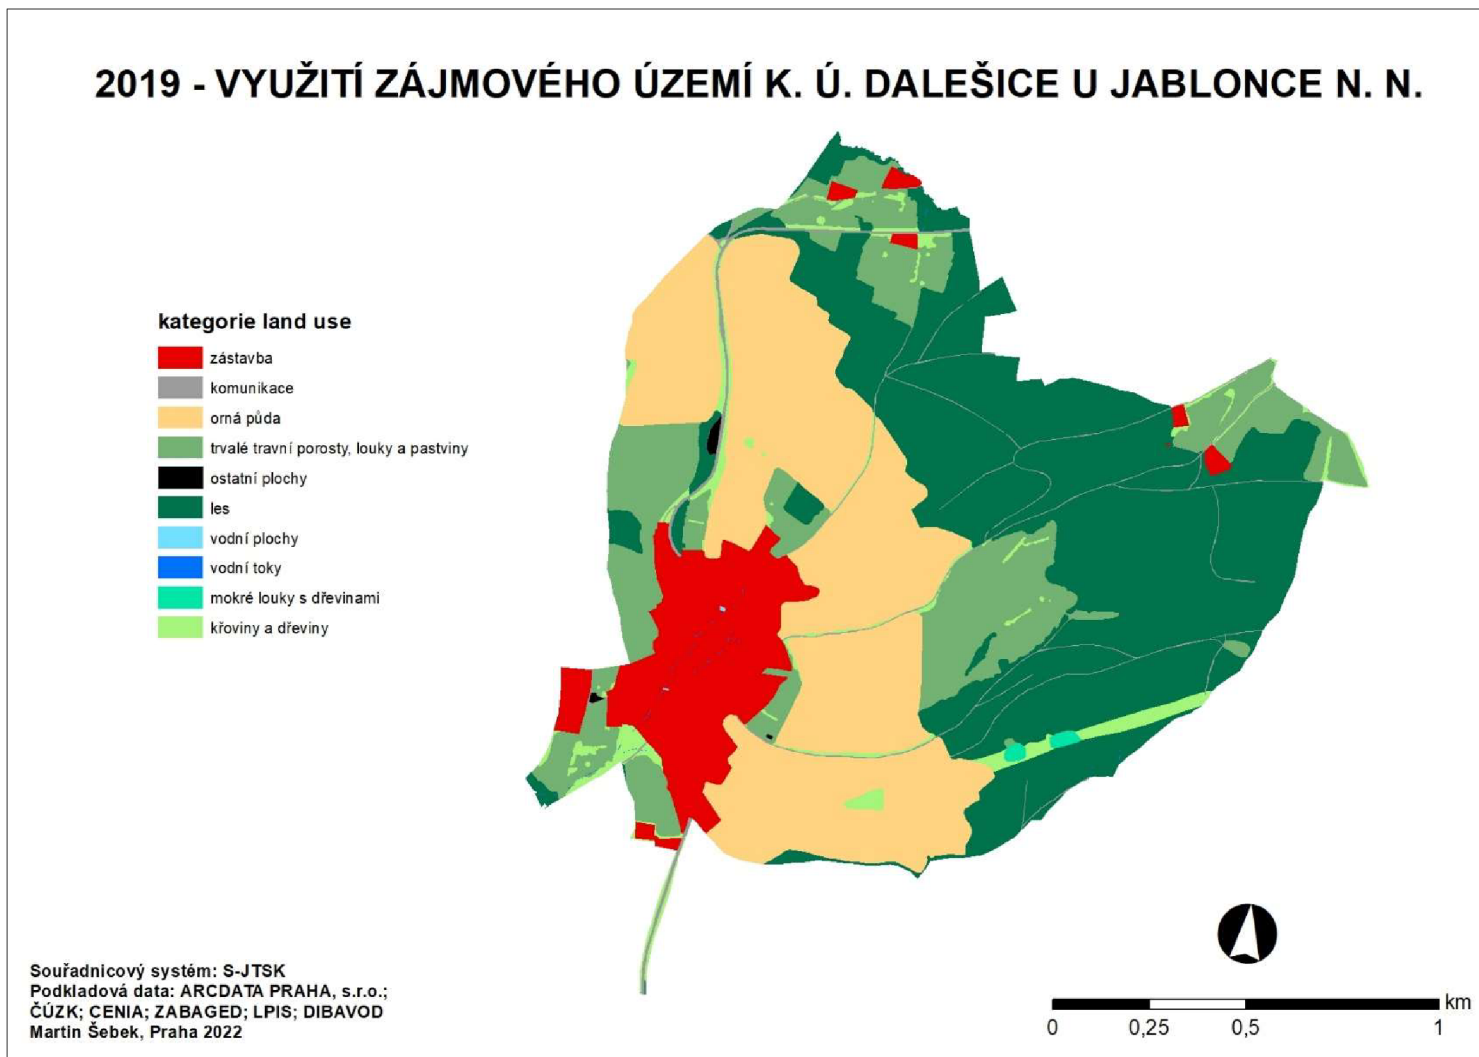 2019 - VYUŽITÍ ZÁJMOVÉHO ÚZEMÍ K. Ú. DALEŠICE U JABLONCE N. N.
kategorie land use
zástavba
komunikace
orná půda
trvalé travní porosty, louky a pastviny
ostatní plochy
les
vodní plochy
vodní toky
mokré louky s dřevinami
křoviny a dřeviny
Souřadnicový systém: S-JTSK
Podkladová data: ARCDATA PRAHA, s.r.o.;
ČÚZK; CENIA; ZABAGED; LPIS; DIBAVOD
Martin Šebek, Praha 2022
km
0 0,25 0,5 1